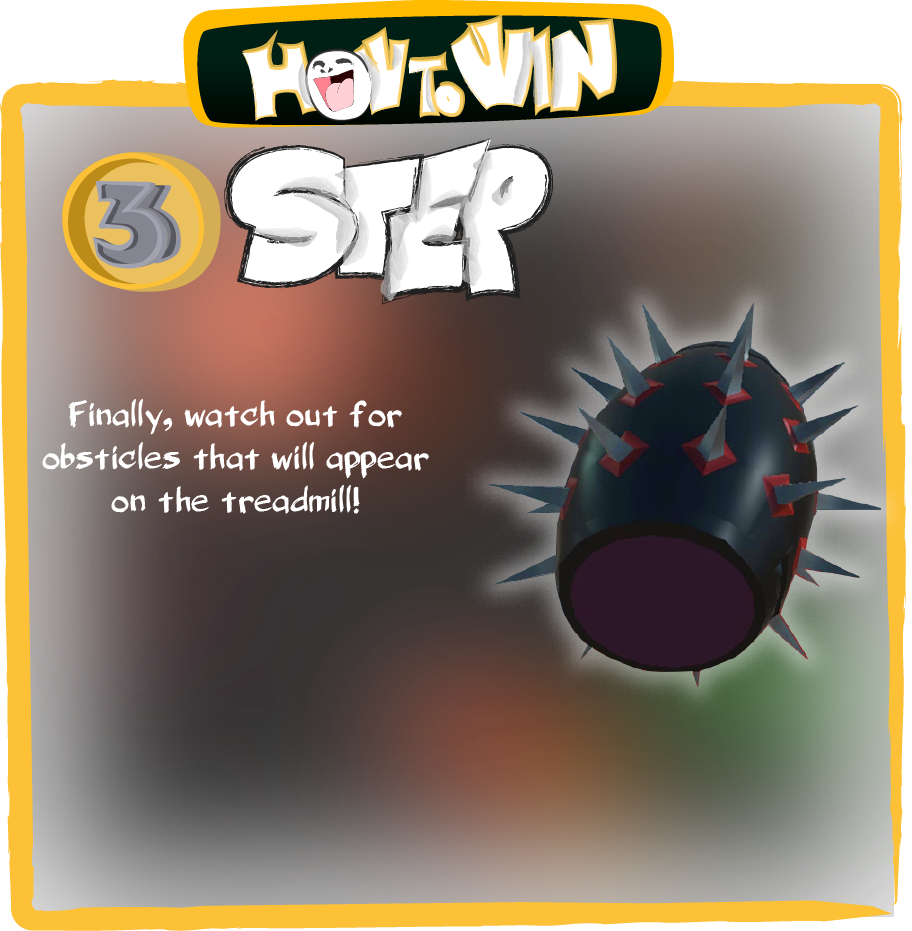 HOW To WIN
3 STEP
Finally, watch out for
obsticles that will appear
on the treadmill!